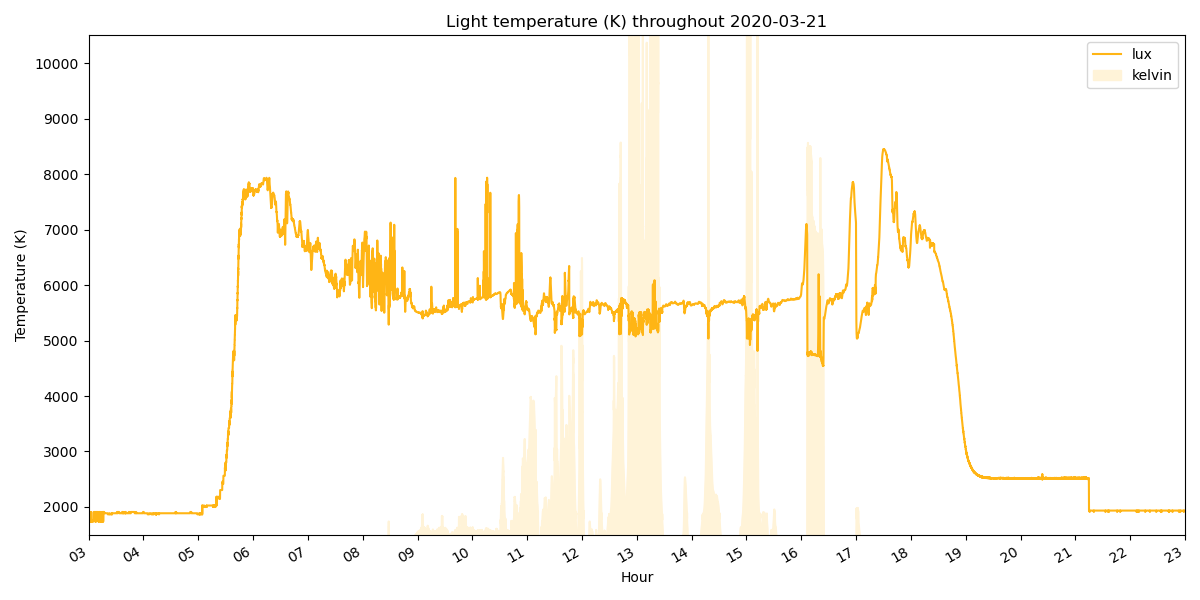 Light temperature (K) throughout 2020-03-21
lux
kelvin
10000
9000
8000
7000
6000
5000
4000
3000
2000
Temperature (K)
03 04 05 06 07 08 09 10 11 12 13 14 15 16 17 18 19 20 21 22 23
Hour